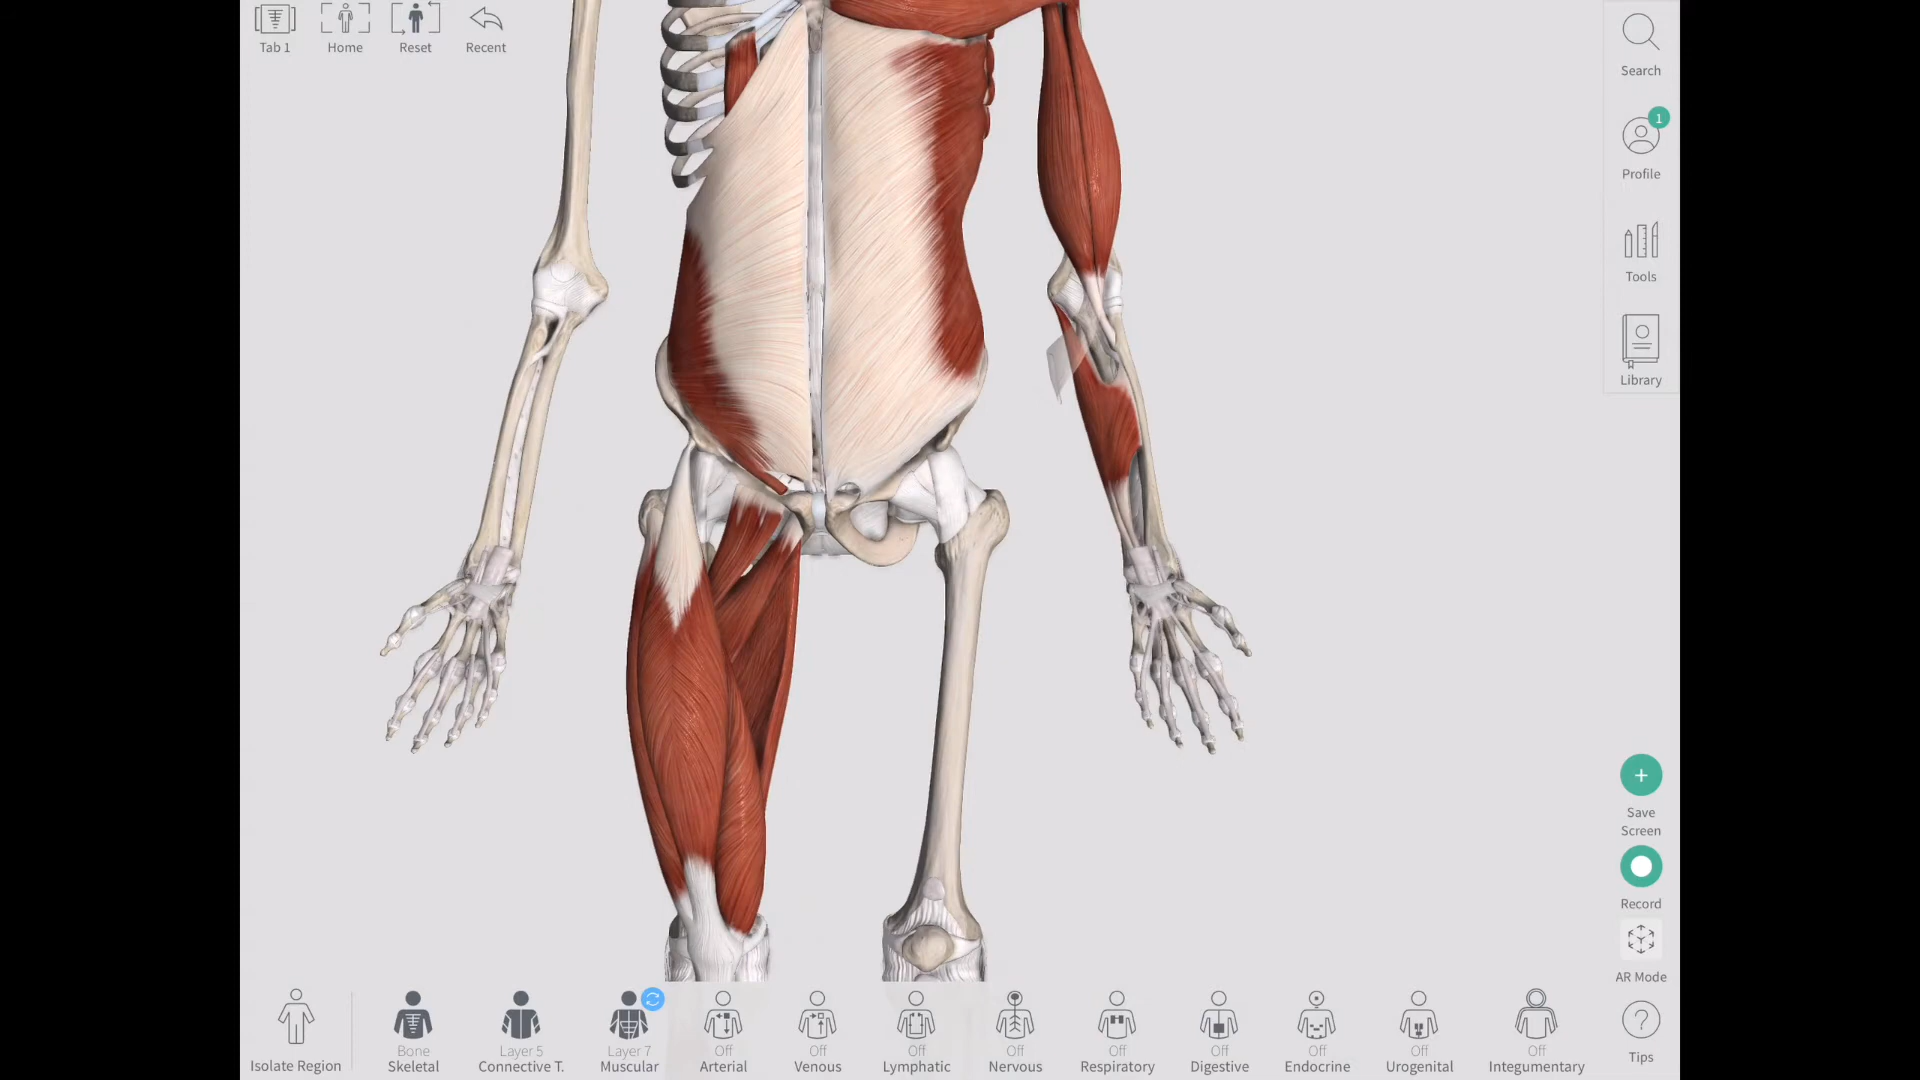 Tab 1
Home
Reset
Recent
Search
1
Profile
Tools
Library
Save
Screen
Record
AR Mode
Tips
Isolate Region
Bone
Skeletal
Layer 5
Connective T.
Layer 7
Muscular
Off
Arterial
Off
Venous
Off
Lymphatic
Off
Nervous
Off
Respiratory
Off
Digestive
Off
Endocrine
Off
Urogenital
Off
Integumentary